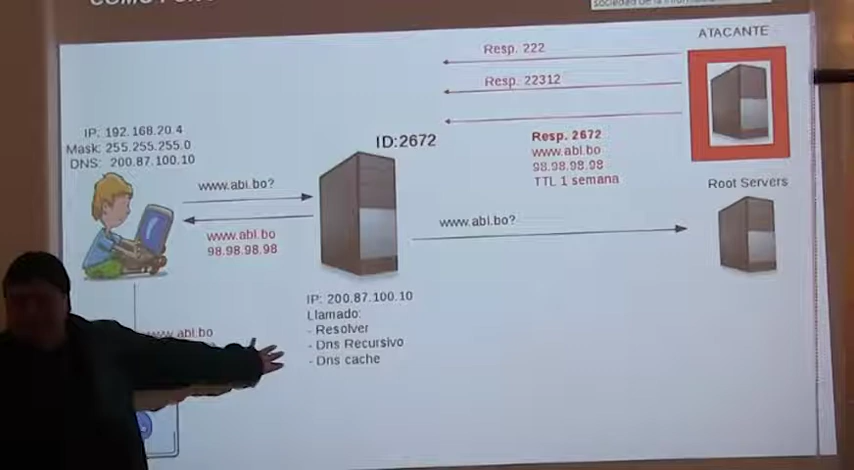 sociedad de la
ATACANTE
Resp. 222
Resp. 22312
IP: 192.168.20.4
Mask: 255.255.255.0
DNS: 200.87.100.10
ID:2672
Resp. 2672
www.abi.bo
98.98.98.98
TTL 1 semana
www.abi.bo?
www.abi.bo
98.98.98.98
www.abi.bo?
Root Servers
IP: 200.87.100.10
Llamado:
- Resolver
- Dns Recursivo
- Dns cache
www.abi.bo